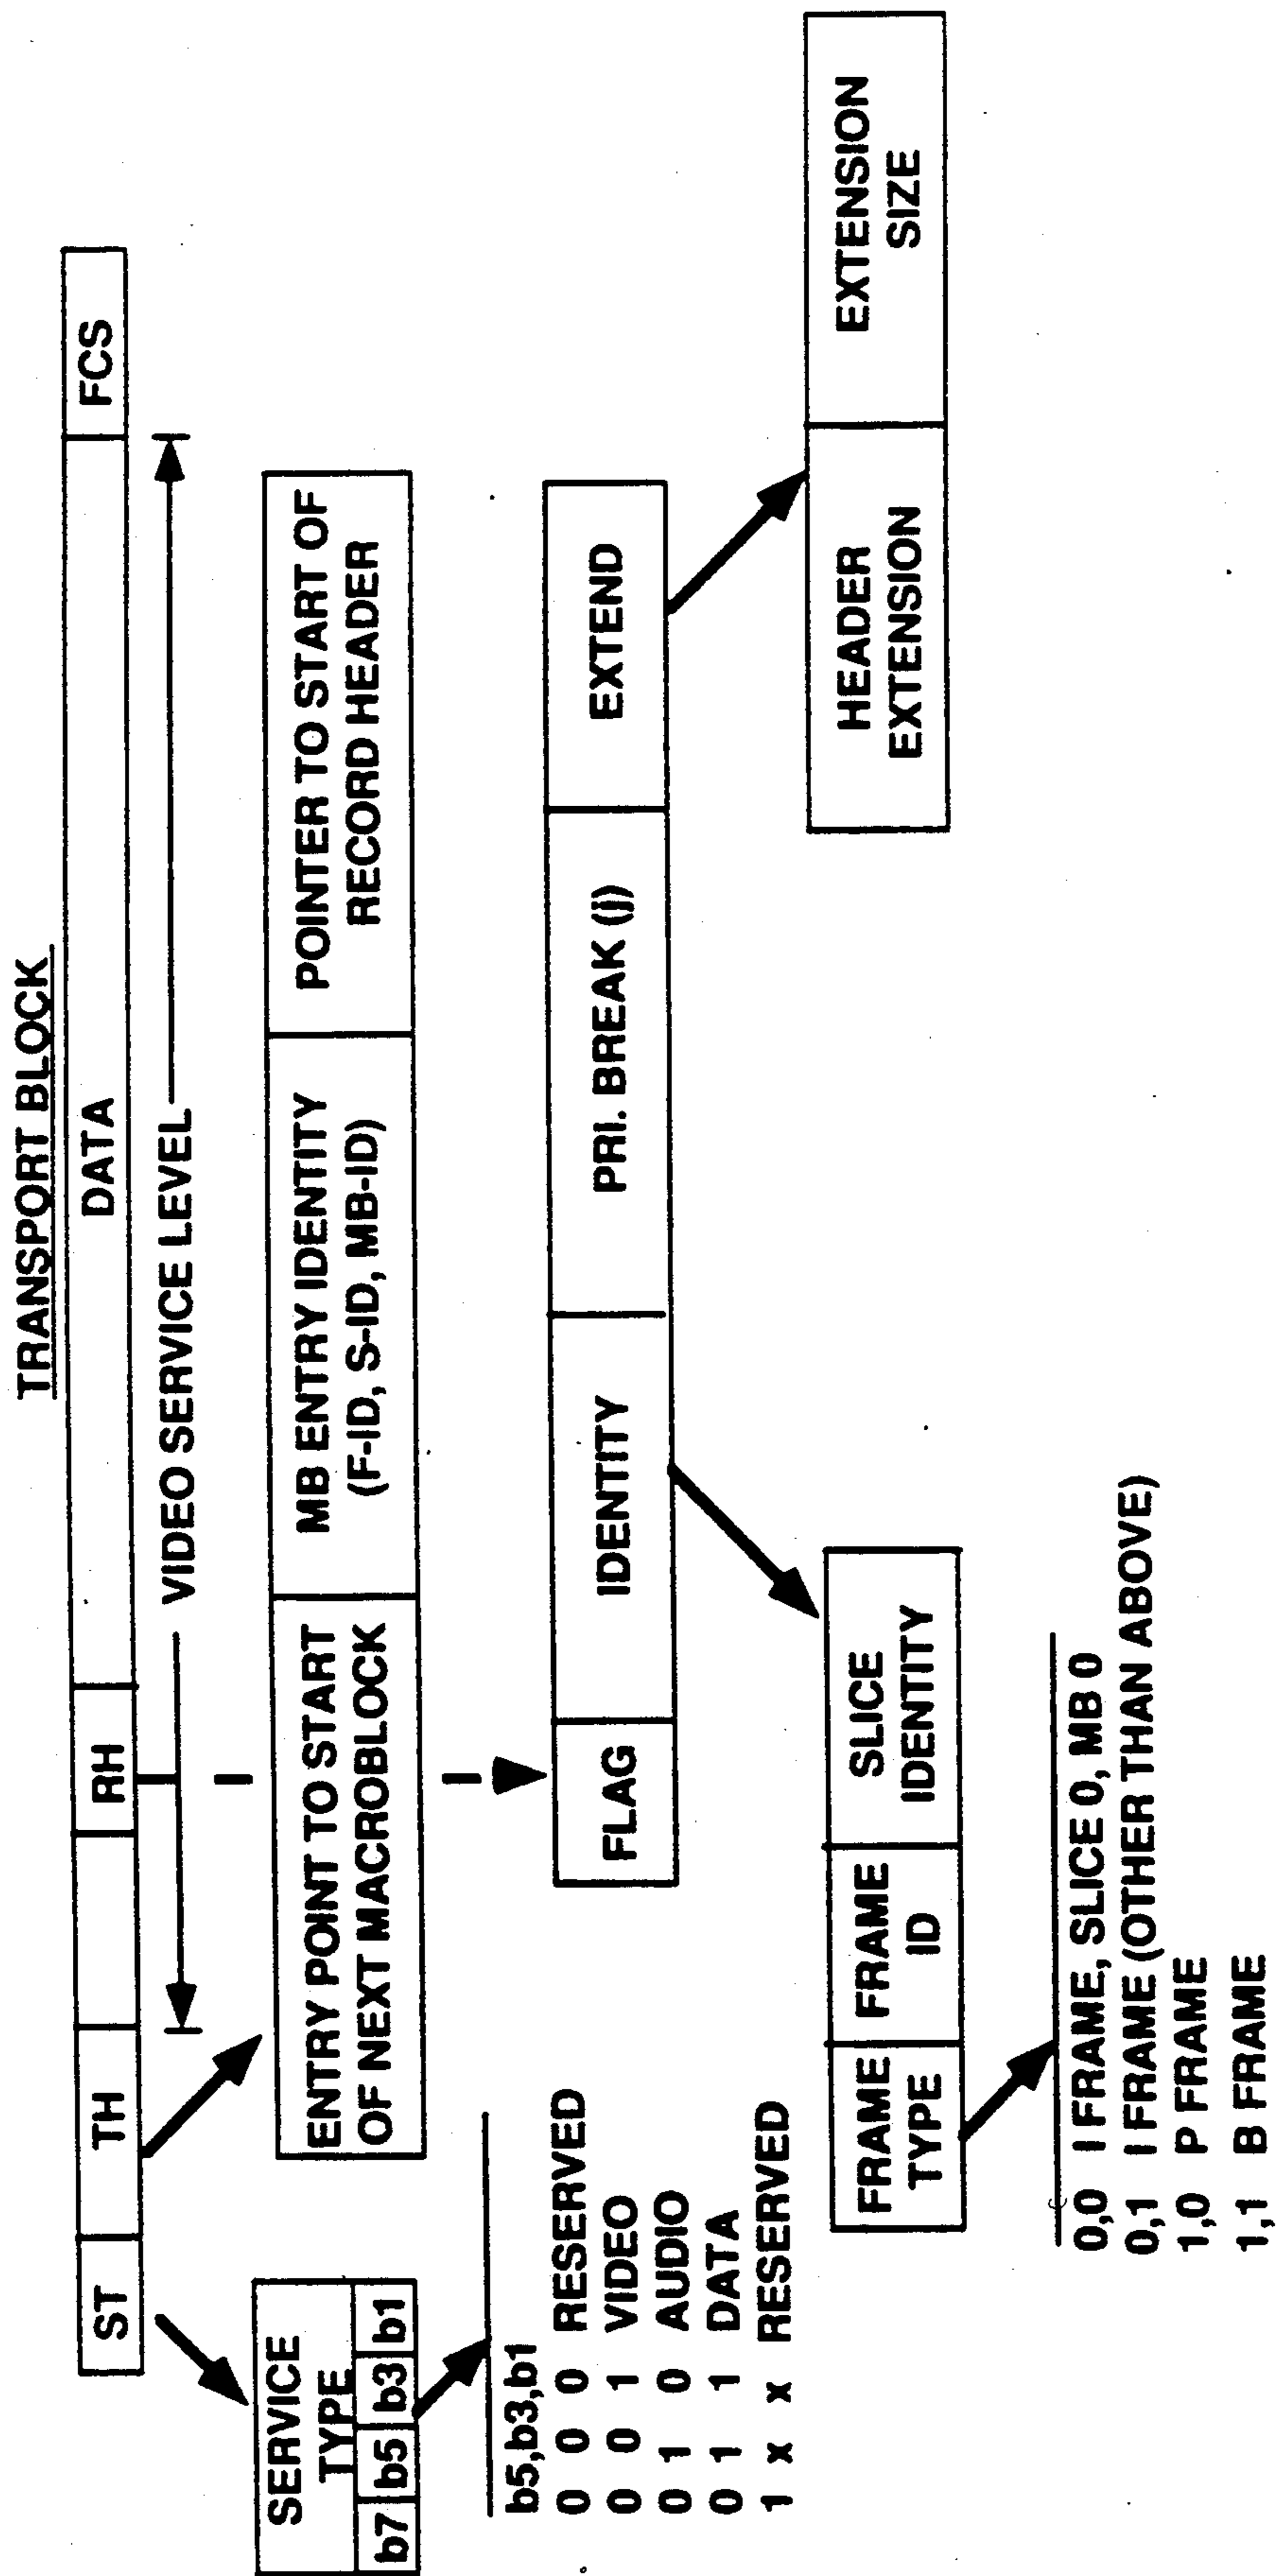 TRANSPORT BLOCK
ST TH RH DATA FCS
VIDEO SERVICE LEVEL
SERVICE
TYPE
b7 b5 b3 b1
ENTRY POINT TO START
OF NEXT MACROBLOCK
MB ENTRY IDENTITY
(F-ID, S-ID, MB-ID)
POINTER TO START OF
RECORD HEADER
b5,b3,b1
0 0 0 RESERVED
0 0 1 VIDEO
0 1 0 AUDIO
0 1 1 DATA
1 x x RESERVED
FLAG IDENTITY PRI. BREAK (j) EXTEND
FRAME
TYPE
FRAME
ID
SLICE
IDENTITY
HEADER
EXTENSION
EXTENSION
SIZE
0,0 I FRAME, SLICE 0, MB 0
0,1 I FRAME (OTHER THAN ABOVE)
1,0 P FRAME
1,1 B FRAME